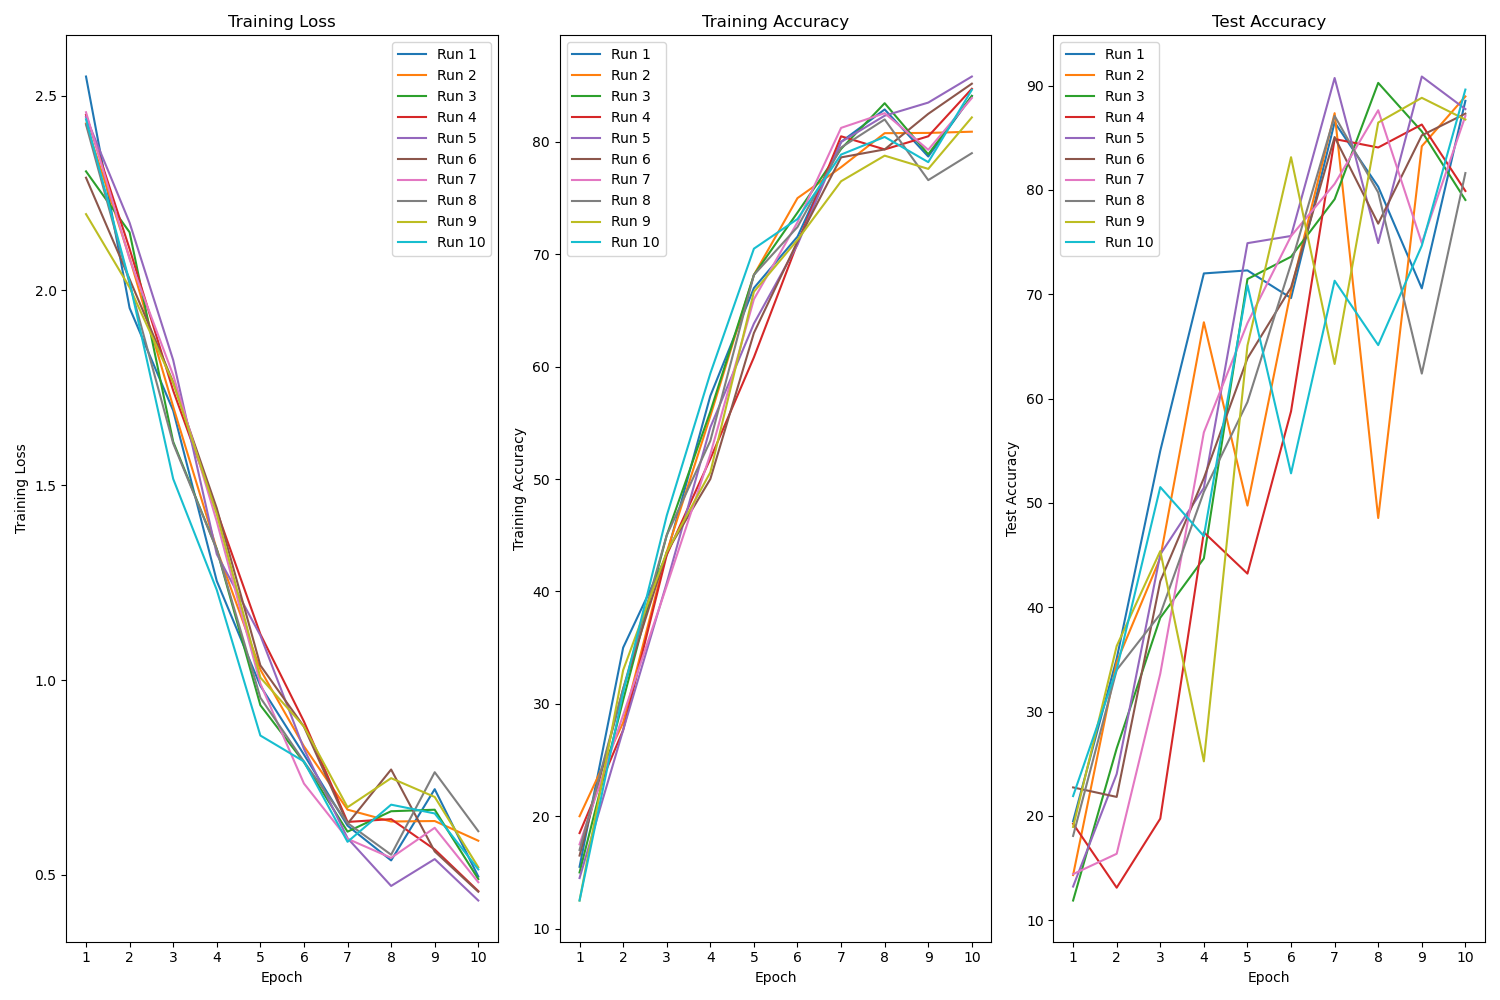 Training Loss
Training Loss
2.5
2.0
1.5
1.0
0.5
Run 1
Run 2
Run 3
Run 4
Run 5
Run 6
Run 7
Run 8
Run 9
Run 10
1 2 3 4 5 6 7 8 9 10
Epoch
Training Accuracy
Training Accuracy
80
70
60
50
40
30
20
10
Run 1
Run 2
Run 3
Run 4
Run 5
Run 6
Run 7
Run 8
Run 9
Run 10
1 2 3 4 5 6 7 8 9 10
Epoch
Test Accuracy
Test Accuracy
90
80
70
60
50
40
30
20
10
Run 1
Run 2
Run 3
Run 4
Run 5
Run 6
Run 7
Run 8
Run 9
Run 10
1 2 3 4 5 6 7 8 9 10
Epoch